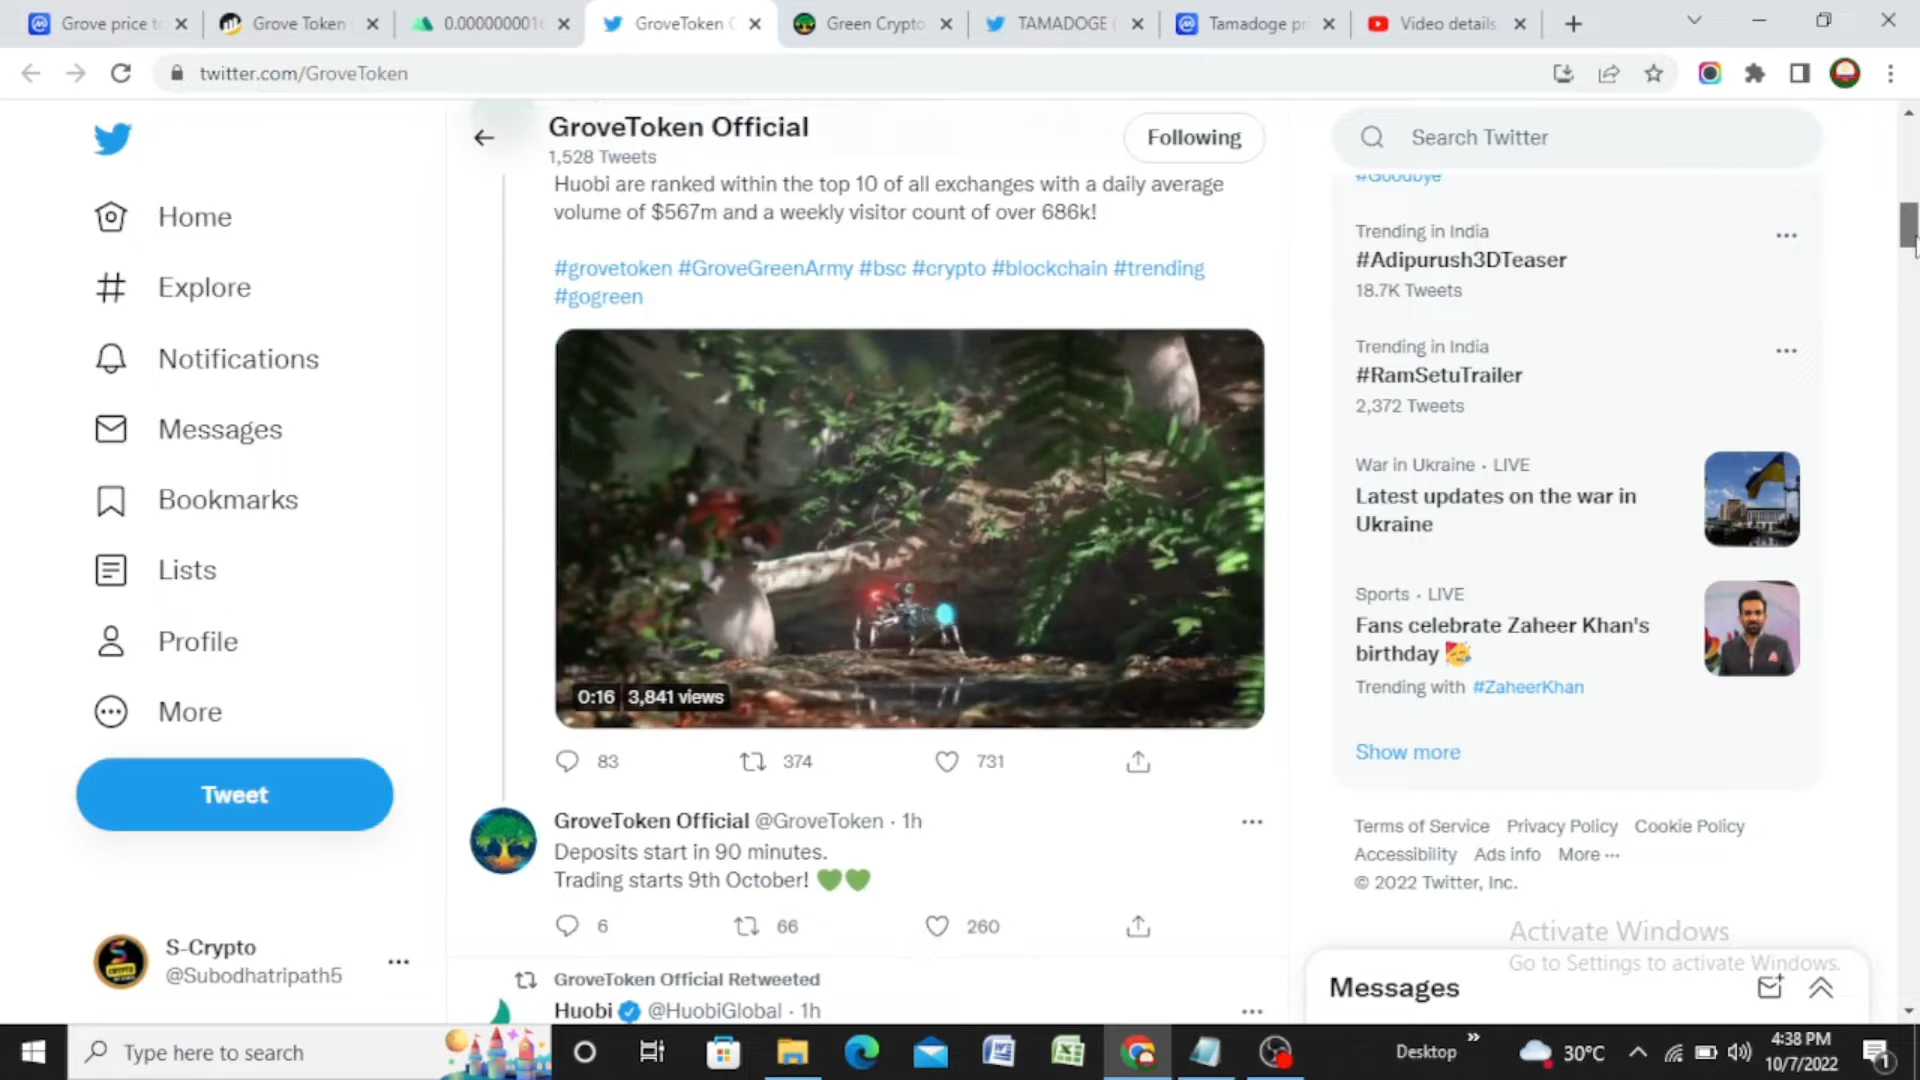 Grove price to
Grove Token
0.0000000016
GroveToken O
Green Crypto
TAMADOGE
Tamadoge pri
Video details
twitter.com/GroveToken
GroveToken Official
1,528 Tweets
Following
Search Twitter
Home
Explore
Notifications
Messages
Bookmarks
Lists
Profile
More
Tweet
S-Crypto
@Subodhatripath5
Huobi are ranked within the top 10 of all exchanges with a daily average
volume of $567m and a weekly visitor count of over 686k!
#grovetoken #GroveGreenArmy #bsc #crypto #blockchain #trending
#gogreen
0:16 3,841 views
83 374 731
GroveToken Official @GroveToken · 1h
Deposits start in 90 minutes.
Trading starts 9th October! 💚💚
6 66 260
GroveToken Official Retweeted
Huobi @HuobiGlobal · 1h
#Goodbye
Trending in India
#Adipurush3DTeaser
18.7K Tweets
Trending in India
#RamSetuTrailer
2,372 Tweets
War in Ukraine · LIVE
Latest updates on the war in
Ukraine
Sports · LIVE
Fans celebrate Zaheer Khan's
birthday 🥳
Trending with #ZaheerKhan
Show more
Terms of Service Privacy Policy Cookie Policy
Accessibility Ads info More ···
© 2022 Twitter, Inc.
Activate Windows
Go to Settings to activate Windows.
Messages
Type here to search
Desktop
30°C
4:38 PM
10/7/2022
1